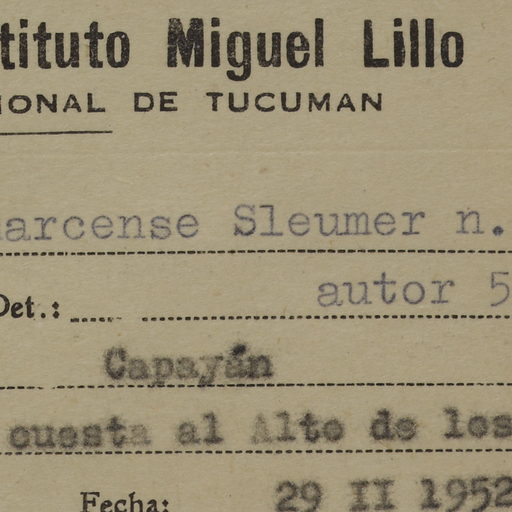 tituto Miguel Lillo
IONAL DE TUCUMAN
arcense Sleumer n.
Det.: autor 5
Capayán
cuesta al Alto de los
Fecha: 29 II 1952